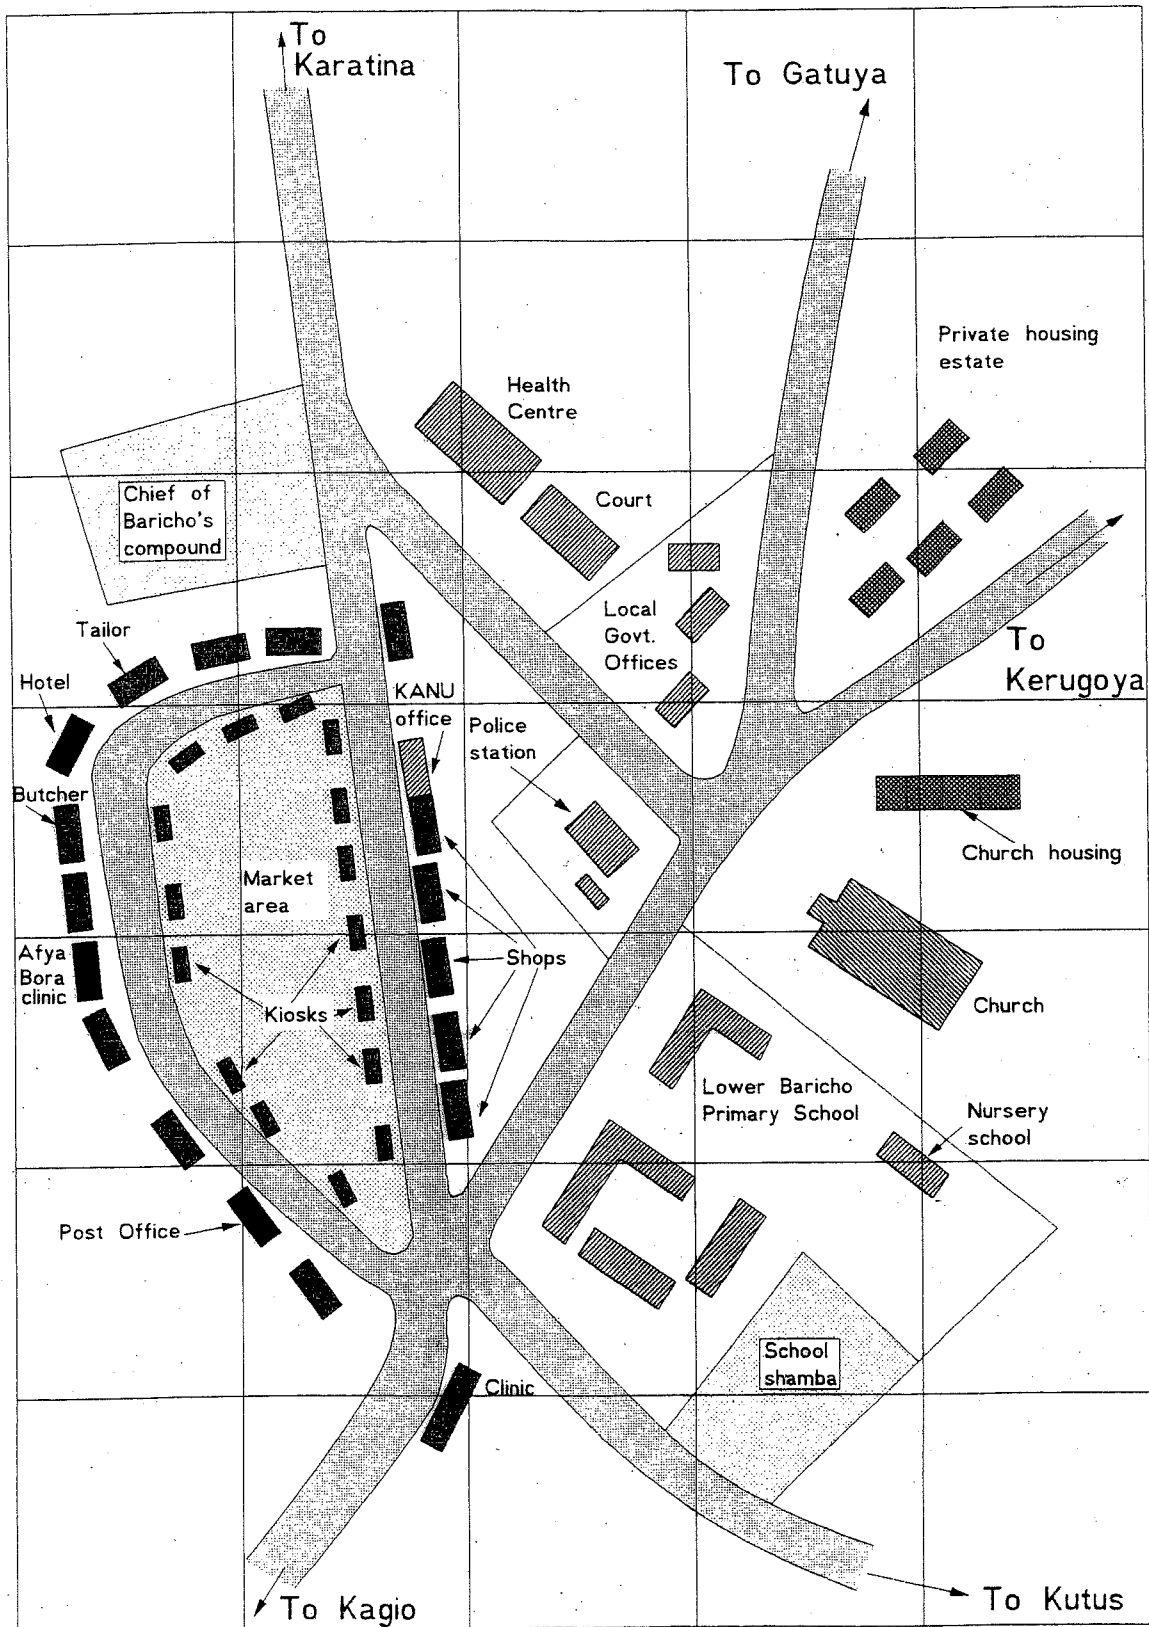 To
Karatina
To Gatuya
Private housing
estate
Health
Centre
Chief of
Baricho's
compound
Court
Tailor
Local
Govt.
Offices
To
Kerugoya
Hotel
KANU
office
Police
station
Butcher
Church housing
Market
area
Afya
Bora
clinic
Shops
Kiosks
Church
Lower Baricho
Primary School
Nursery
school
Post Office
School
shamba
Clinic
To Kagio
To Kutus